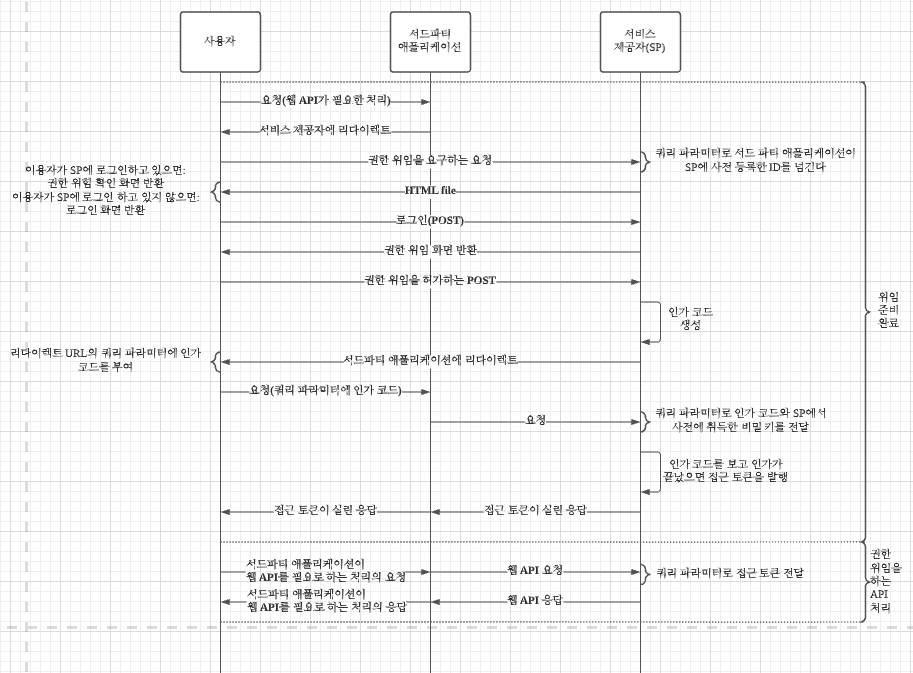 사용자
서드파티
애플리케이션
서비스
제공자(SP)
요청(웹 API가 필요한 처리)
서비스 제공자에 리다이렉트
권한 위임을 요구하는 요청
쿼리 파라미터로 서드 파티 애플리케이션이
SP에 사전 등록한 ID를 넘긴다
이용자가 SP에 로그인하고 있으면:
권한 위험 확인 화면 반환
이용자가 SP에 로그인 하고 있지 않으면:
로그인 화면 반환
HTML file
로그인(POST)
권한 위임 화면 반환
권한 위임을 허가하는 POST
인가 코드
생성
위임
준비
완료
리다이렉트 URL의 쿼리 파라미터에 인가
코드를 부여
서드파티 애플리케이션에 리다이렉트
요청(쿼리 파라미터에 인가 코드)
요청
쿼리 파라미터로 인가 코드와 SP에서
사전에 취득한 비밀 키를 전달
인가 코드를 보고 인가가
끝났으면 접근 토큰을 발행
접근 토큰이 실린 응답
접근 토큰이 실린 응답
서드파티 애플리케이션이
웹 API를 필요로 하는 처리의 요청
웹 API 요청
쿼리 파라미터로 접근 토큰 전달
권한
위임을
하는
API
처리
서드파티 애플리케이션이
웹 API를 필요로 하는 처리의 응답
웹 API 응답